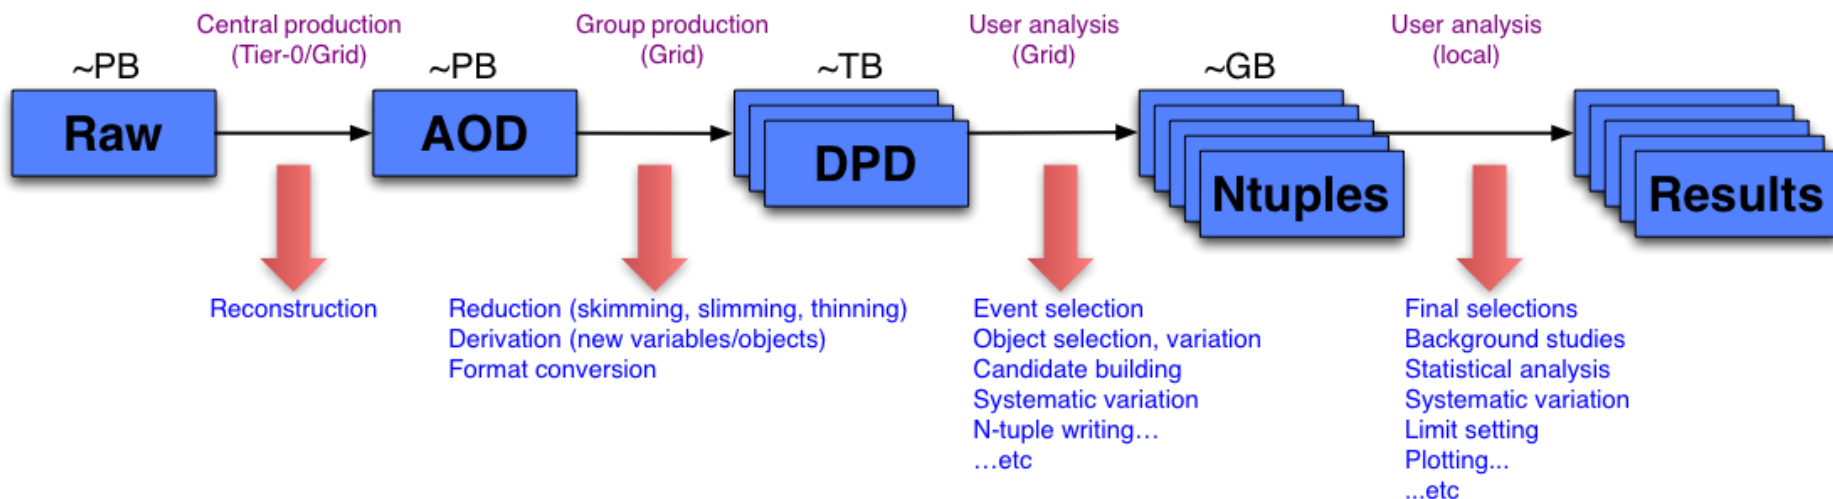 Central production
(Tier-0/Grid)
Group production
(Grid)
User analysis
(Grid)
User analysis
(local)
~PB
~PB
~TB
~GB
Raw
AOD
DPD
Ntuples
Results
Reconstruction
Reduction (skimming, slimming, thinning)
Derivation (new variables/objects)
Format conversion
Event selection
Object selection, variation
Candidate building
Systematic variation
N-tuple writing…
…etc
Final selections
Background studies
Statistical analysis
Systematic variation
Limit setting
Plotting...
...etc